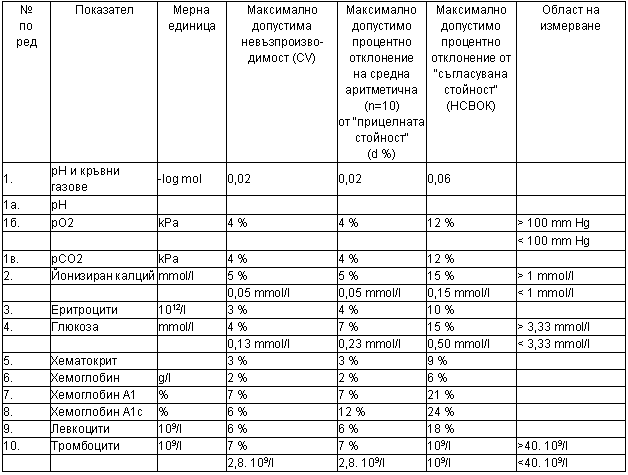 № по ред
Показател
Мерна единица
Максимално допустима невъзпроизво-димост (CV)
Максимално допустимо процентно отклонение на средна аритметична (n=10) от "прицелната стойност" (d %)
Максимално допустимо процентно отклонение от "съгласувана стойност" (НСВОК)
Област на измерване
1. pH и кръвни газове -log mol 0,02 0,02 0,06
1а. pH
1б. pO2 kPa 4 % 4 % 12 % > 100 mm Hg
< 100 mm Hg
1в. pCO2 kPa 4 % 4 % 12 %
2. Йонизиран калций mmol/l 5 % 5 % 15 % > 1 mmol/l
0,05 mmol/l 0,05 mmol/l 0,15 mmol/l < 1 mmol/l
3. Еритроцити 10¹²/l 3 % 4 % 10 %
4. Глюкоза mmol/l 4 % 7 % 15 % > 3,33 mmol/l
0,13 mmol/l 0,23 mmol/l 0,50 mmol/l < 3,33 mmol/l
5. Хематокрит 3 % 3 % 9 %
6. Хемоглобин g/l 2 % 2 % 6 %
7. Хемоглобин A1 % 7 % 7 % 21 %
8. Хемоглобин A1c % 6 % 12 % 24 %
9. Левкоцити 10⁹/l 6 % 6 % 18 %
10. Тромбоцити 10⁹/l 7 % 7 % 10⁹/l >40. 10⁹/l
2,8. 10⁹/l 2,8. 10⁹/l 10⁹/l <40. 10⁹/l